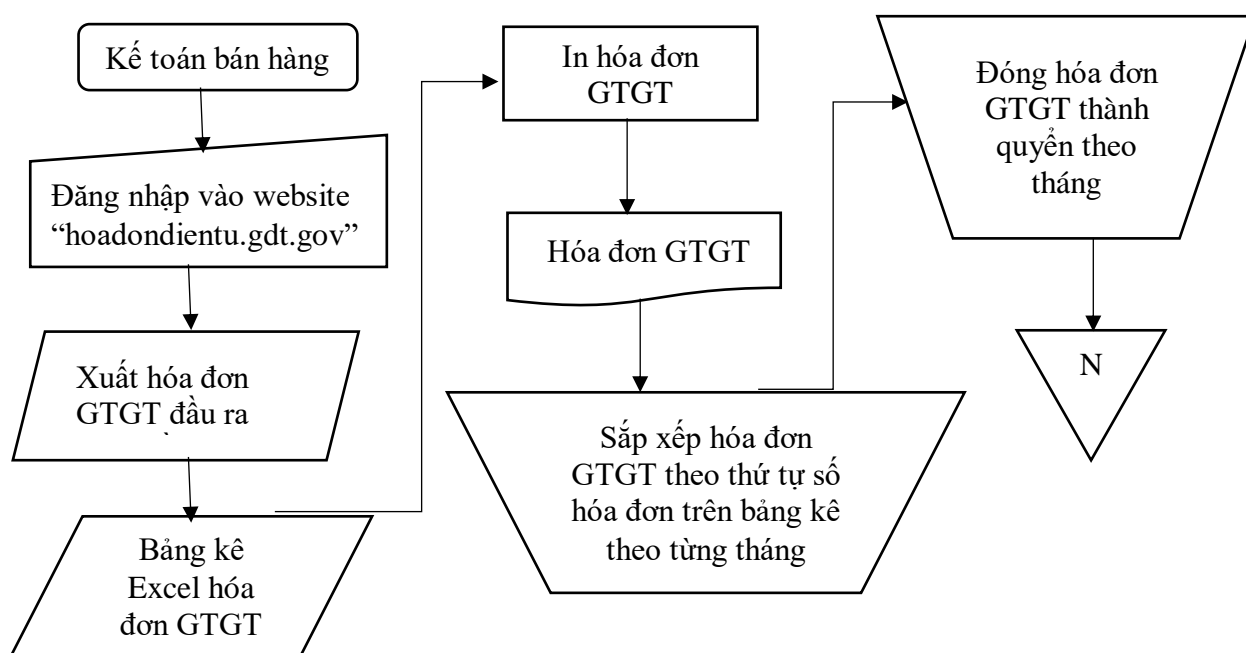 Kế toán bán hàng
Đăng nhập vào website
“hoadondientu.gdt.gov”
Xuất hóa đơn
GTGT đầu ra
Bảng kê
Excel hóa
đơn GTGT
In hóa đơn
GTGT
Hóa đơn GTGT
Sắp xếp hóa đơn
GTGT theo thứ tự số
hóa đơn trên bảng kê
theo từng tháng
Đóng hóa đơn
GTGT thành
quyển theo
tháng
N